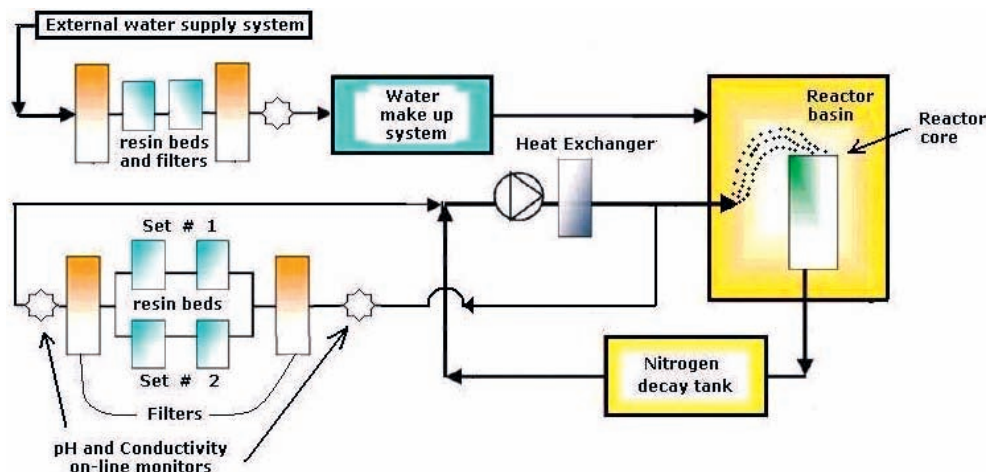 External water supply system
resin beds
and filters
Water
make up
system
Heat Exchanger
Reactor
basin
Reactor
core
Set # 1
resin beds
Set # 2
Filters
pH and Conductivity
on-line monitors
Nitrogen
decay tank